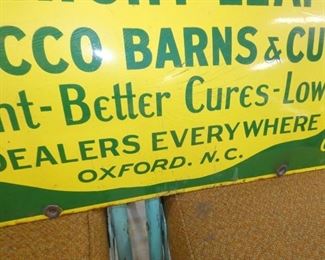 CCO BARNS & CU
nt-Better Cures-Low
DEALERS EVERYWHERE
OXFORD. N.C.